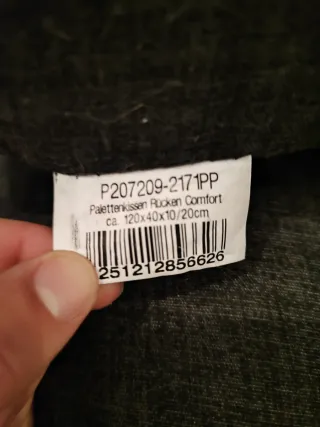 P207209-2171PP
Palettenkissen Rücken Comfort
ca. 120x40x10/20cm
251212856626